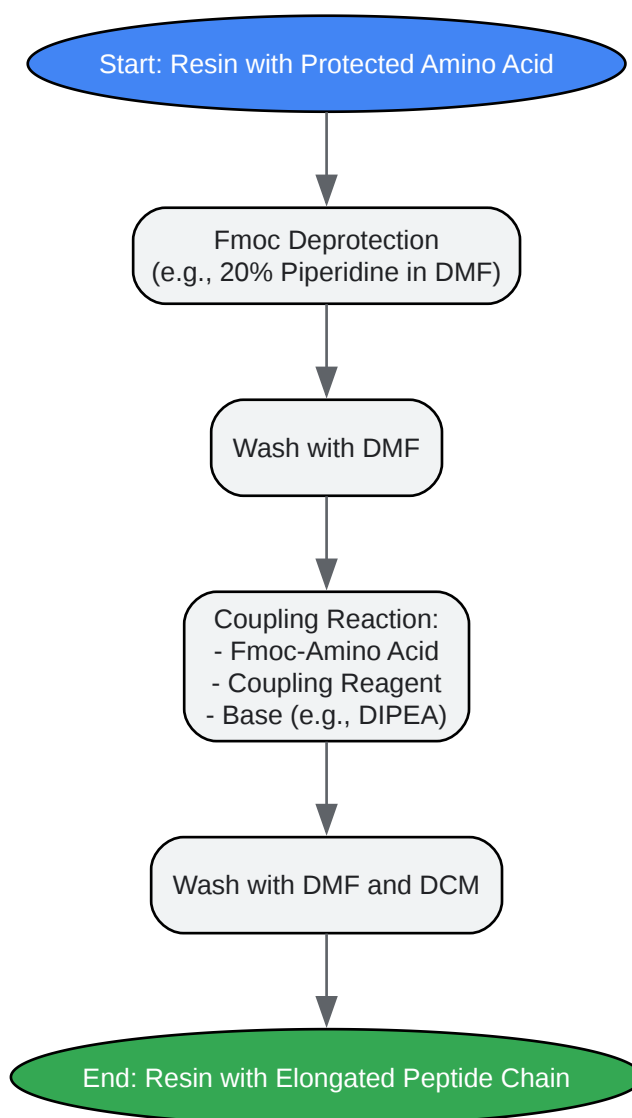 Start: Resin with Protected Amino Acid
Fmoc Deprotection
(e.g., 20% Piperidine in DMF)
Wash with DMF
Coupling Reaction:
- Fmoc-Amino Acid
- Coupling Reagent
- Base (e.g., DIPEA)
Wash with DMF and DCM
End: Resin with Elongated Peptide Chain